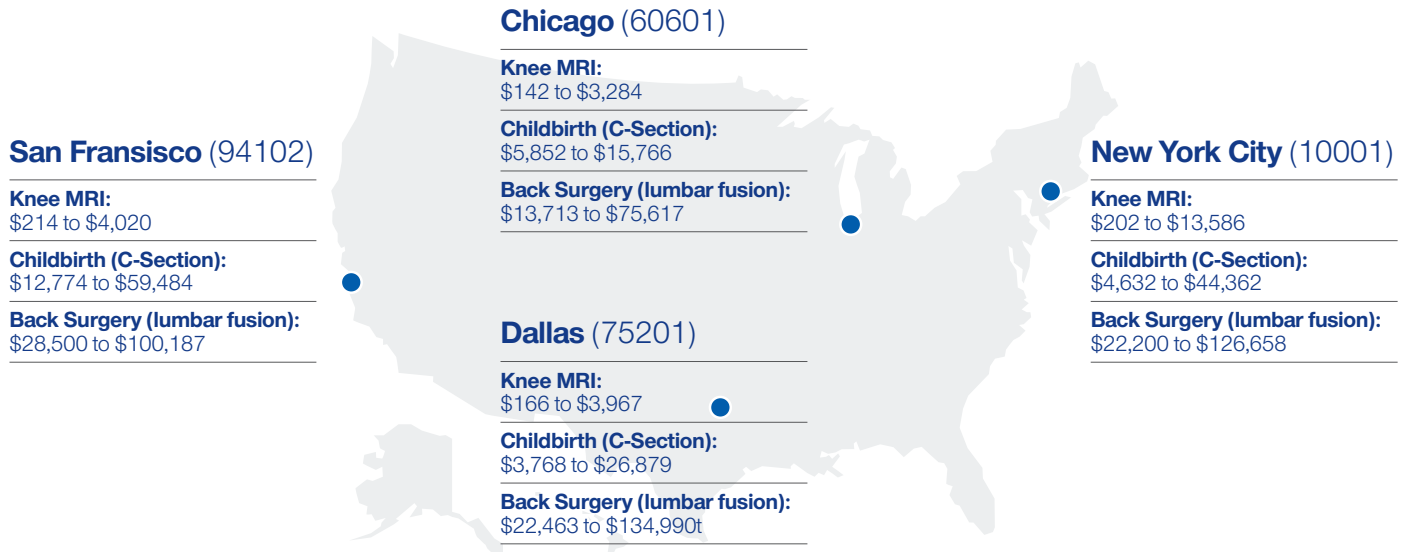 Chicago (60601)
Knee MRI:
$142 to $3,284
Childbirth (C-Section):
$5,852 to $15,766
Back Surgery (lumbar fusion):
$13,713 to $75,617
San Fransisco (94102)
Knee MRI:
$214 to $4,020
Childbirth (C-Section):
$12,774 to $59,484
Back Surgery (lumbar fusion):
$28,500 to $100,187
New York City (10001)
Knee MRI:
$202 to $13,586
Childbirth (C-Section):
$4,632 to $44,362
Back Surgery (lumbar fusion):
$22,200 to $126,658
Dallas (75201)
Knee MRI:
$166 to $3,967
Childbirth (C-Section):
$3,768 to $26,879
Back Surgery (lumbar fusion):
$22,463 to $134,990t